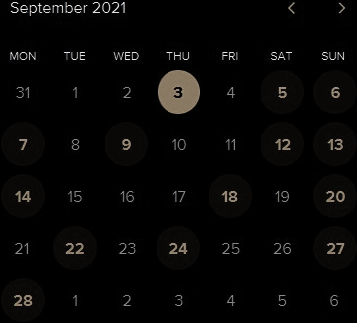 September 2021
MON TUE WED THU FRI SAT SUN
31 1 2 3 4 5 6
7 8 9 10 11 12 13
14 15 16 17 18 19 20
21 22 23 24 25 26 27
28 1 2 3 4 5 6